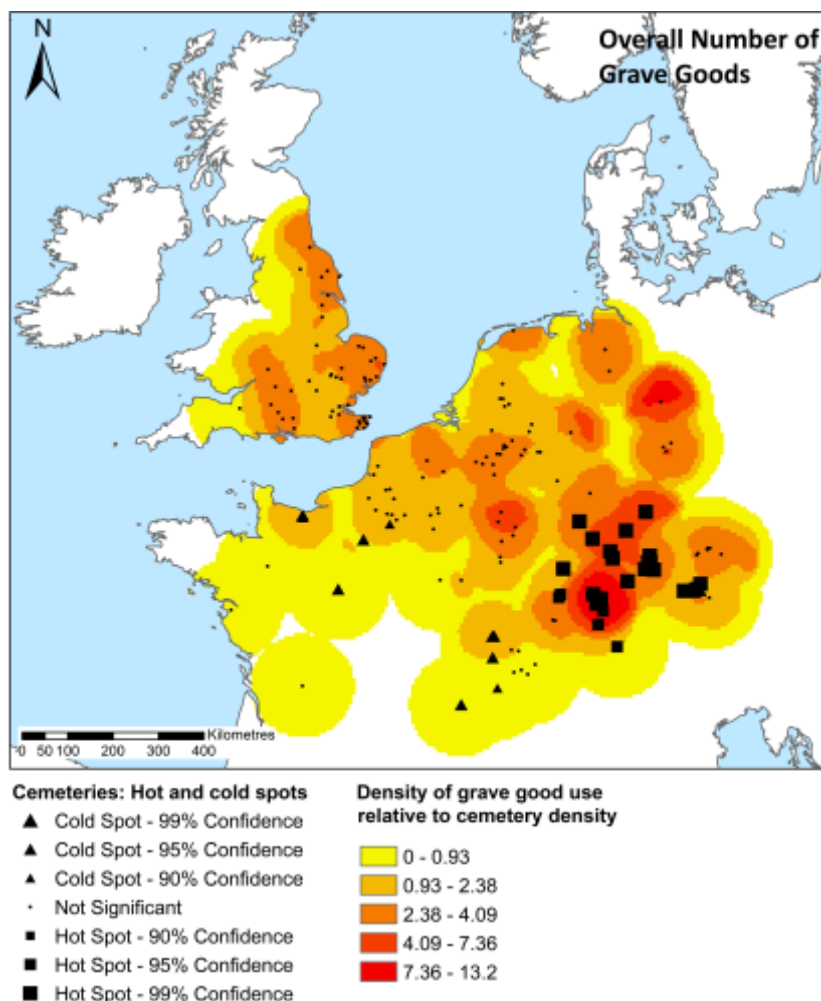 N
Overall Number of
Grave Goods
Kilometres
0 50 100 200 300 400
Cemeteries: Hot and cold spots
Cold Spot - 99% Confidence
Cold Spot - 95% Confidence
Cold Spot - 90% Confidence
Not Significant
Hot Spot - 90% Confidence
Hot Spot - 95% Confidence
Hot Spot - 99% Confidence
Density of grave good use
relative to cemetery density
0 - 0.93
0.93 - 2.38
2.38 - 4.09
4.09 - 7.36
7.36 - 13.2